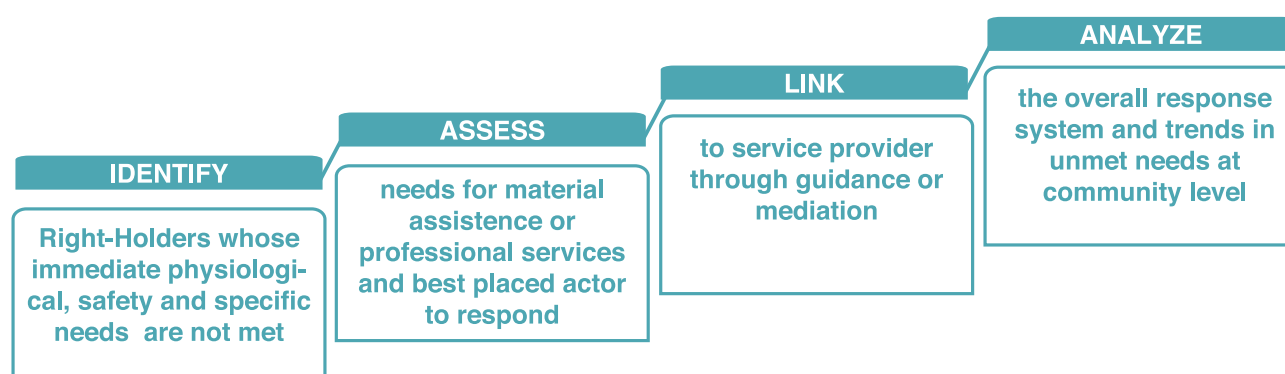 IDENTIFY
Right-Holders whose
immediate physiologi-
cal, safety and specific
needs  are not met
ASSESS
needs for material
assistence or
professional services
and best placed actor
to respond
LINK
to service provider
through guidance or
mediation
ANALYZE
the overall response
system and trends in
unmet needs at
community level